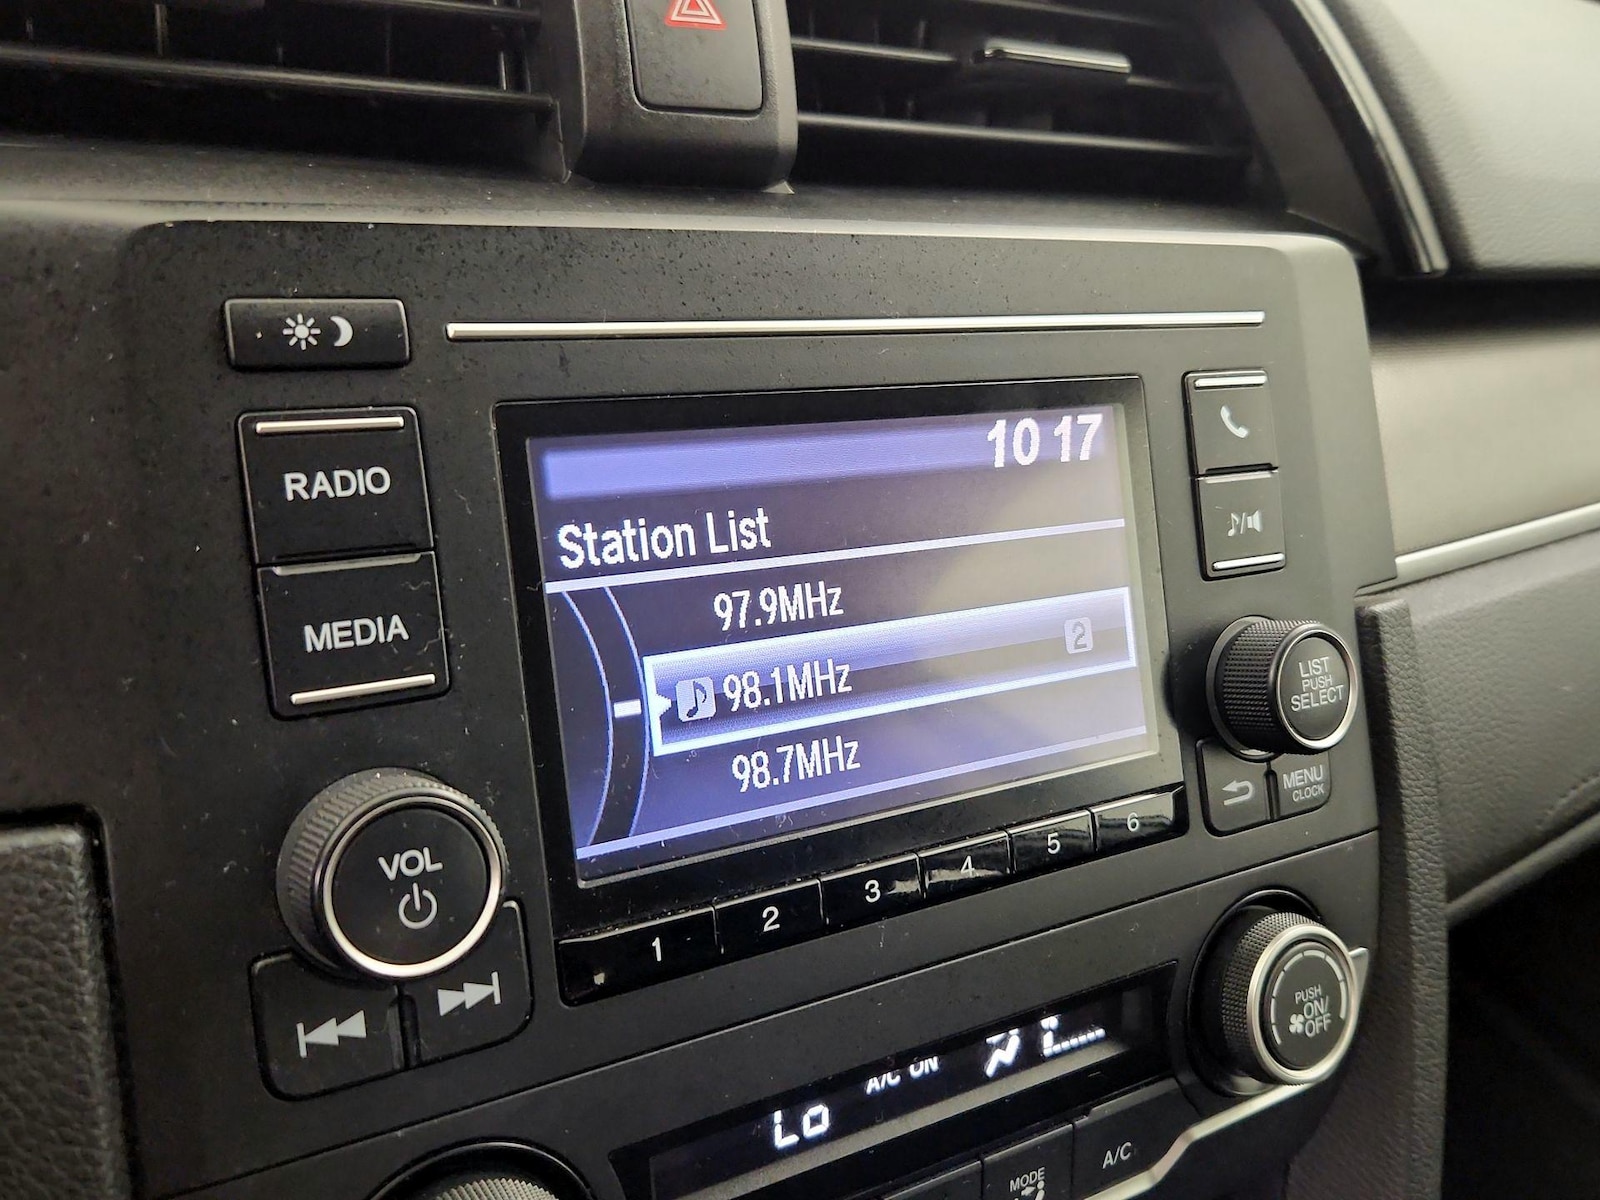 10 17
RADIO
Station List
97.9MHz
MEDIA
2
98.1MHz
LIST
PUSH
SELECT
98.7MHz
MENU
CLOCK
VOL
1 2 3 4 5 6
PUSH
ON/
OFF
A/C ON
Lo
MODE
A/C